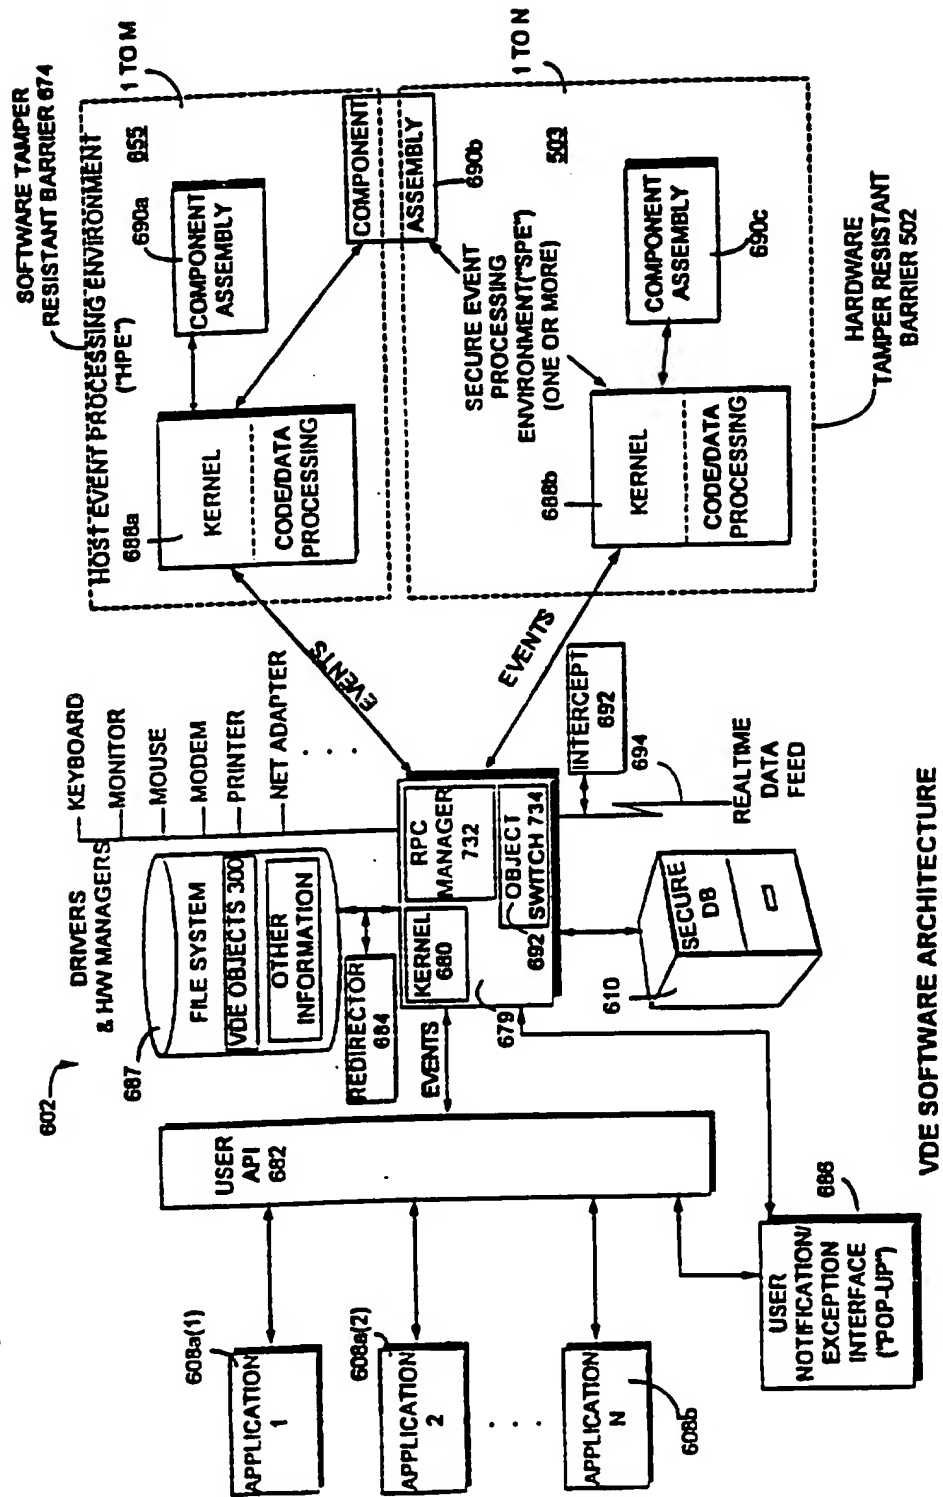 602
DRIVERS
& H/W MANAGERS
KEYBOARD
MONITOR
MOUSE
MODEM
PRINTER
NET ADAPTER
. . .
SOFTWARE TAMPER
RESISTANT BARRIER 674
HOST EVENT PROCESSING ENVIRONMENT
("HPE")
655
1 TO M
690a
COMPONENT
ASSEMBLY
688a
KERNEL
CODE/DATA
PROCESSING
COMPONENT
ASSEMBLY
690b
EVENTS
687
FILE SYSTEM
VDE OBJECTS 300
OTHER
INFORMATION
REDIRECTOR
684
608a(1)
APPLICATION
1
608a(2)
APPLICATION
2
. . .
APPLICATION
N
608b
USER
API
682
EVENTS
KERNEL
680
RPC
MANAGER
732
692
OBJECT
SWITCH 734
679
EVENTS
SECURE EVENT
PROCESSING
ENVIRONMENT("SPE")
(ONE OR MORE)
503
1 TO N
688b
KERNEL
CODE/DATA
PROCESSING
COMPONENT
ASSEMBLY
690c
HARDWARE
TAMPER RESISTANT
BARRIER 502
INTERCEPT
692
694
REALTIME
DATA
FEED
SECURE
DB
610
686
USER
NOTIFICATION/
EXCEPTION
INTERFACE
("POP-UP")
VDE SOFTWARE ARCHITECTURE